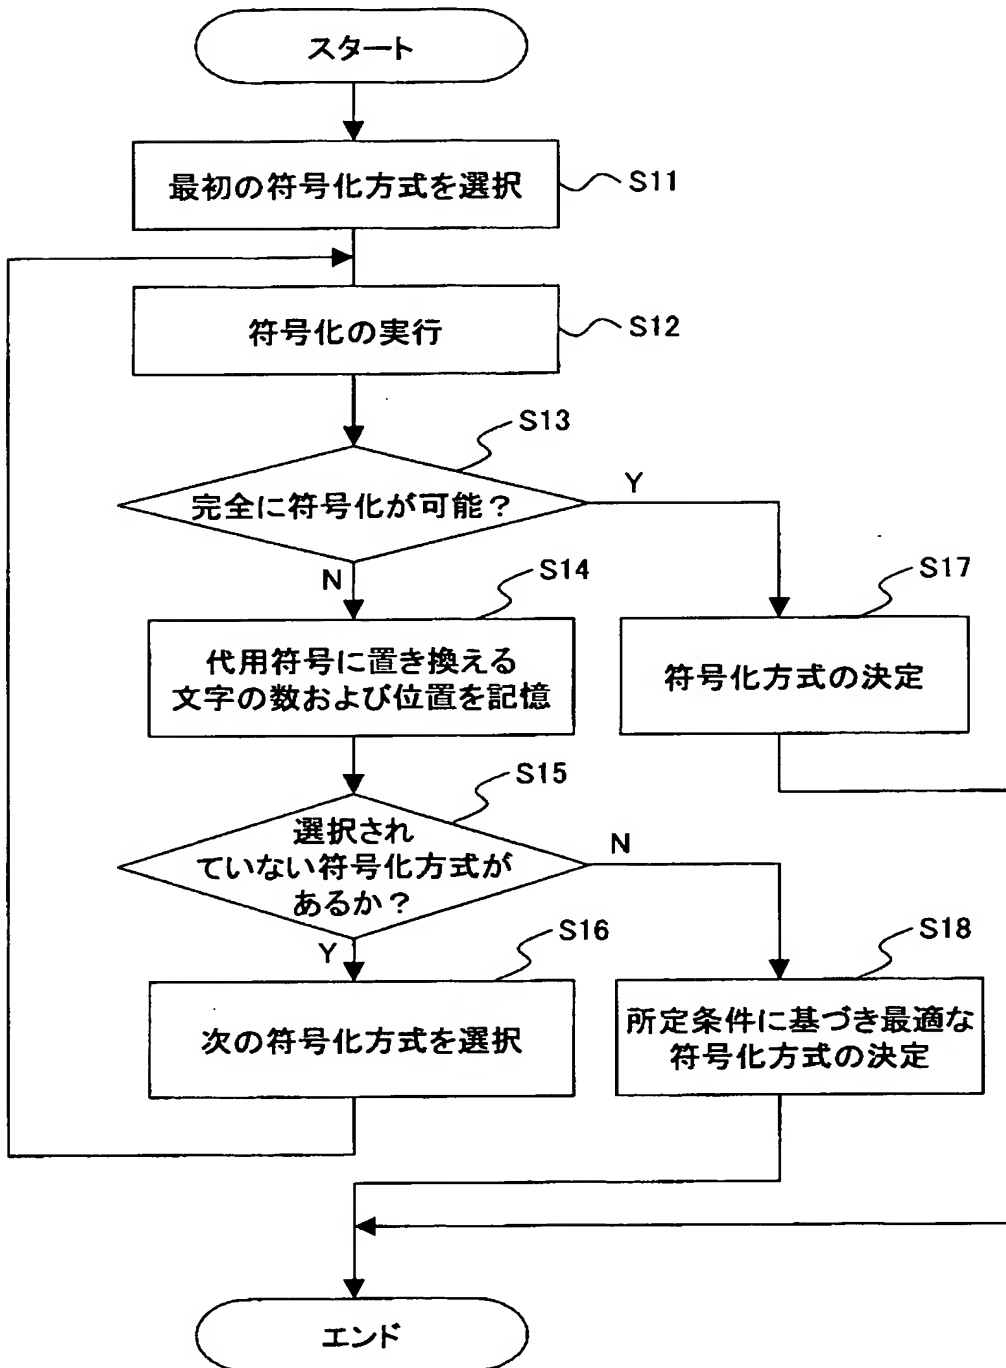 スタート
最初の符号化方式を選択
S11
符号化の実行
S12
S13
完全に符号化が可能？
Y
N
S14
代用符号に置き換える
文字の数および位置を記憶
S17
符号化方式の決定
S15
選択され
ていない符号化方式が
あるか？
N
Y
S16
次の符号化方式を選択
S18
所定条件に基づき最適な
符号化方式の決定
エンド